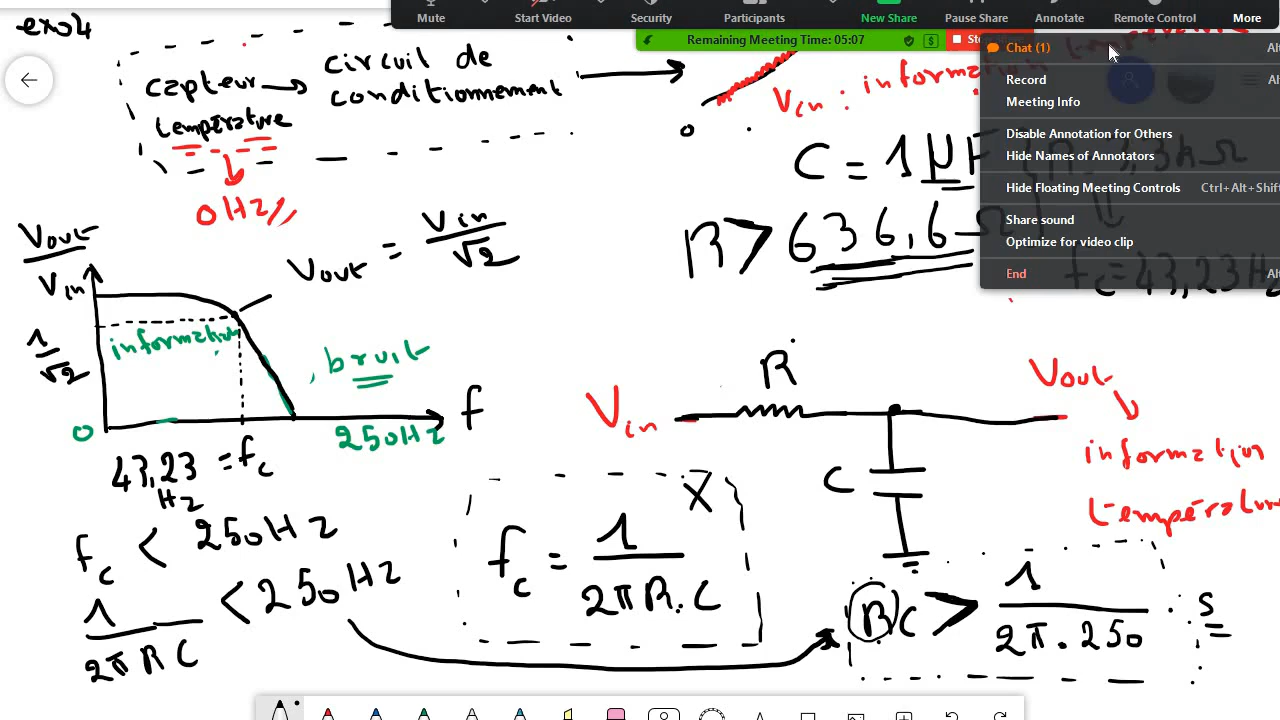 Mute
Start Video
Security
Participants
New Share
Pause Share
Annotate
Remote Control
More
Remaining Meeting Time: 05:07
Chat (1)
Record
Meeting Info
Disable Annotation for Others
Hide Names of Annotators
Hide Floating Meeting Controls Ctrl+Alt+Shift
Share sound
Optimize for video clip
End
exo4
capteur → circuit de
conditionnement
température
0Hz
Vin : information
C = 1µF
R > 636,6 Ω
fc = 43,23Hz
Vout / Vin
Vout = Vin / √2
1/√2
information
bruit
0
250Hz
f
43,23 = fc
Hz
fc < 250Hz
1 / 2πRC < 250Hz
fc = 1 / 2πR.C
X
Vin
R
C
Vout
information
température
RC > 1 / 2π.250 . s